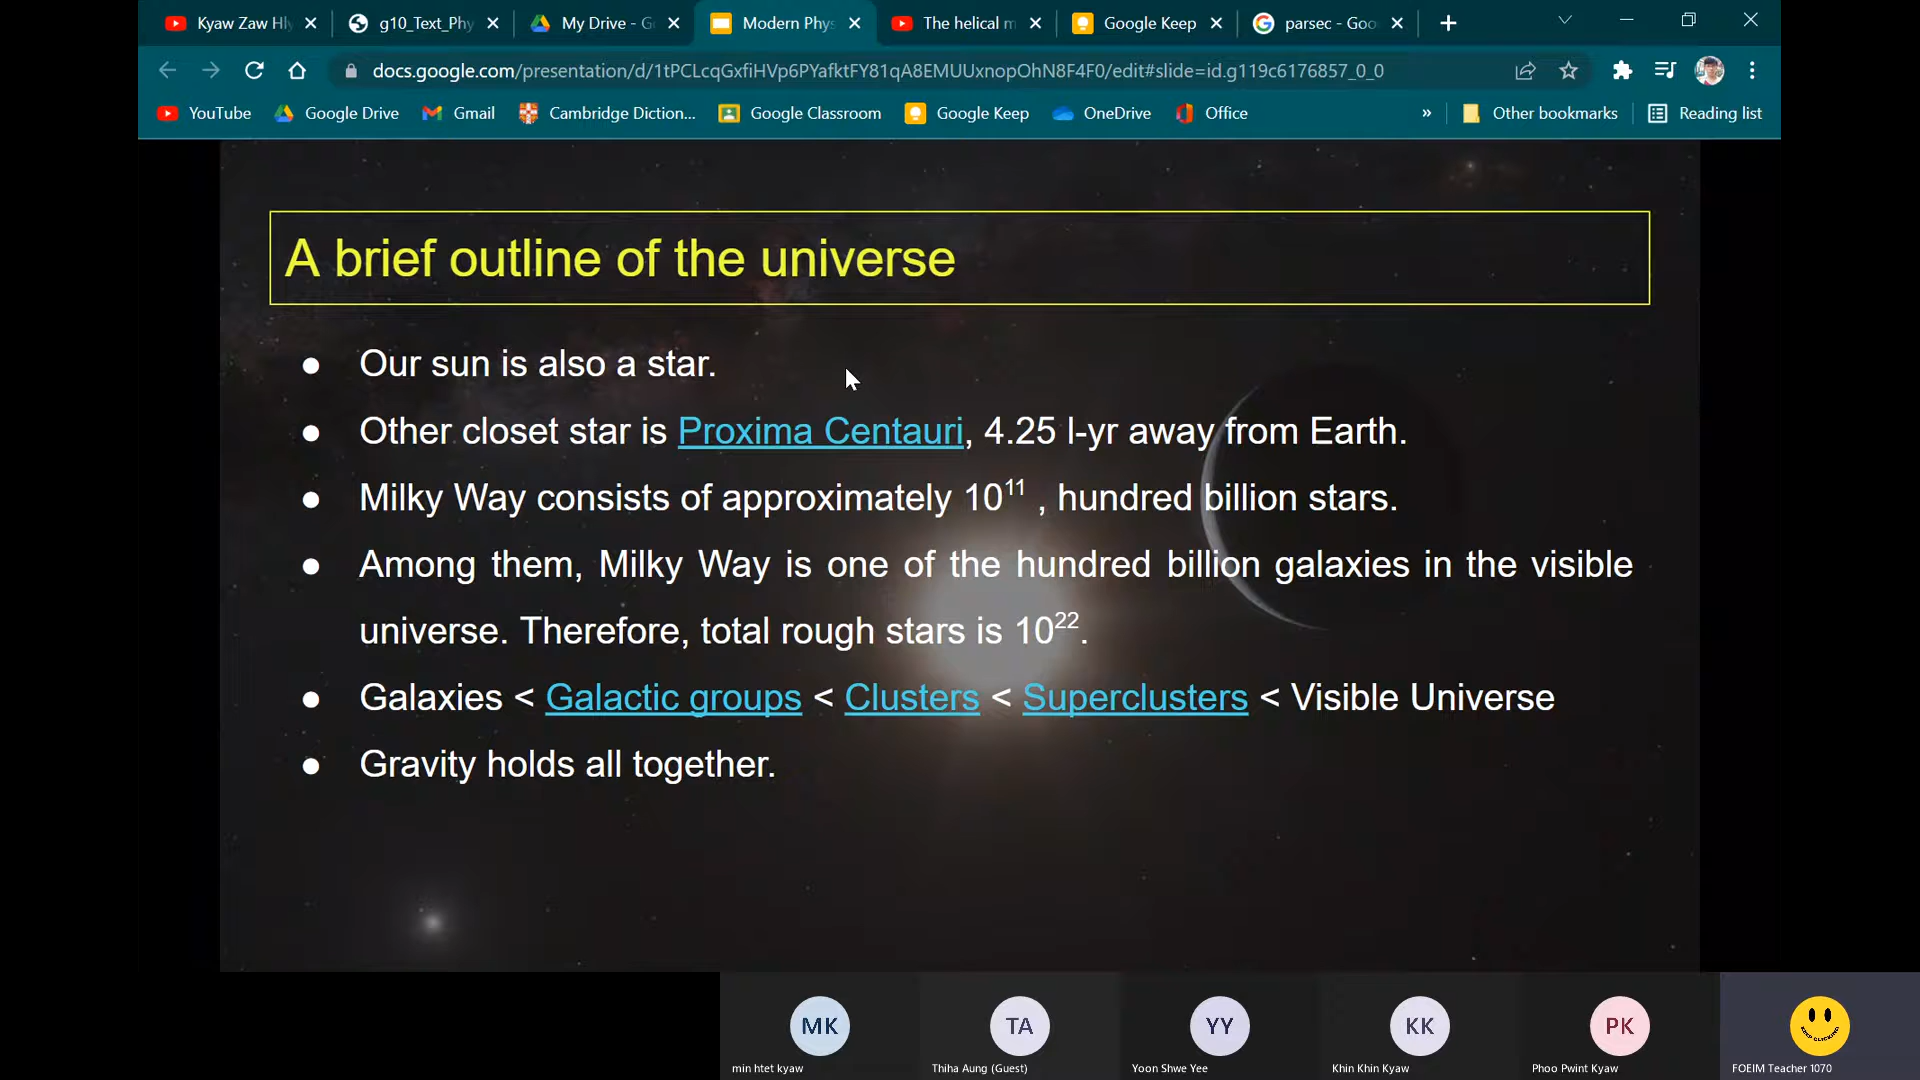 Kyaw Zaw Hl
g10_Text_Phy
My Drive - G
Modern Phys
The helical m
Google Keep
parsec - Goo
docs.google.com/presentation/d/1tPCLcqGxfiHVp6PYafktFY81qA8EMUUxnopOhN8F4F0/edit#slide=id.g119c6176857_0_0
YouTube
Google Drive
Gmail
Cambridge Diction...
Google Classroom
Google Keep
OneDrive
Office
»
Other bookmarks
Reading list
A brief outline of the universe
● Our sun is also a star.
● Other closet star is Proxima Centauri, 4.25 l-yr away from Earth.
● Milky Way consists of approximately 10¹¹ , hundred billion stars.
● Among them, Milky Way is one of the hundred billion galaxies in the visible
universe. Therefore, total rough stars is 10²².
● Galaxies < Galactic groups < Clusters < Superclusters < Visible Universe
● Gravity holds all together.
MK
TA
YY
KK
PK
KEEP CLICKING
min htet kyaw
Thiha Aung (Guest)
Yoon Shwe Yee
Khin Khin Kyaw
Phoo Pwint Kyaw
FOEIM Teacher 1070